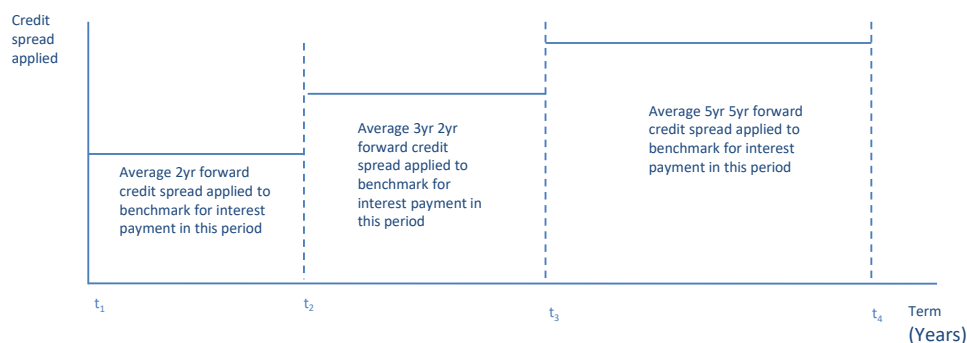 Credit
spread
applied
Average 2yr forward
credit spread applied to
benchmark for interest
payment in this period
Average 3yr 2yr
forward credit
spread applied to
benchmark for
interest payment in
this period
Average 5yr 5yr forward
credit spread applied to
benchmark for interest
payment in this period
t₁
t₂
t₃
t₄
Term
(Years)